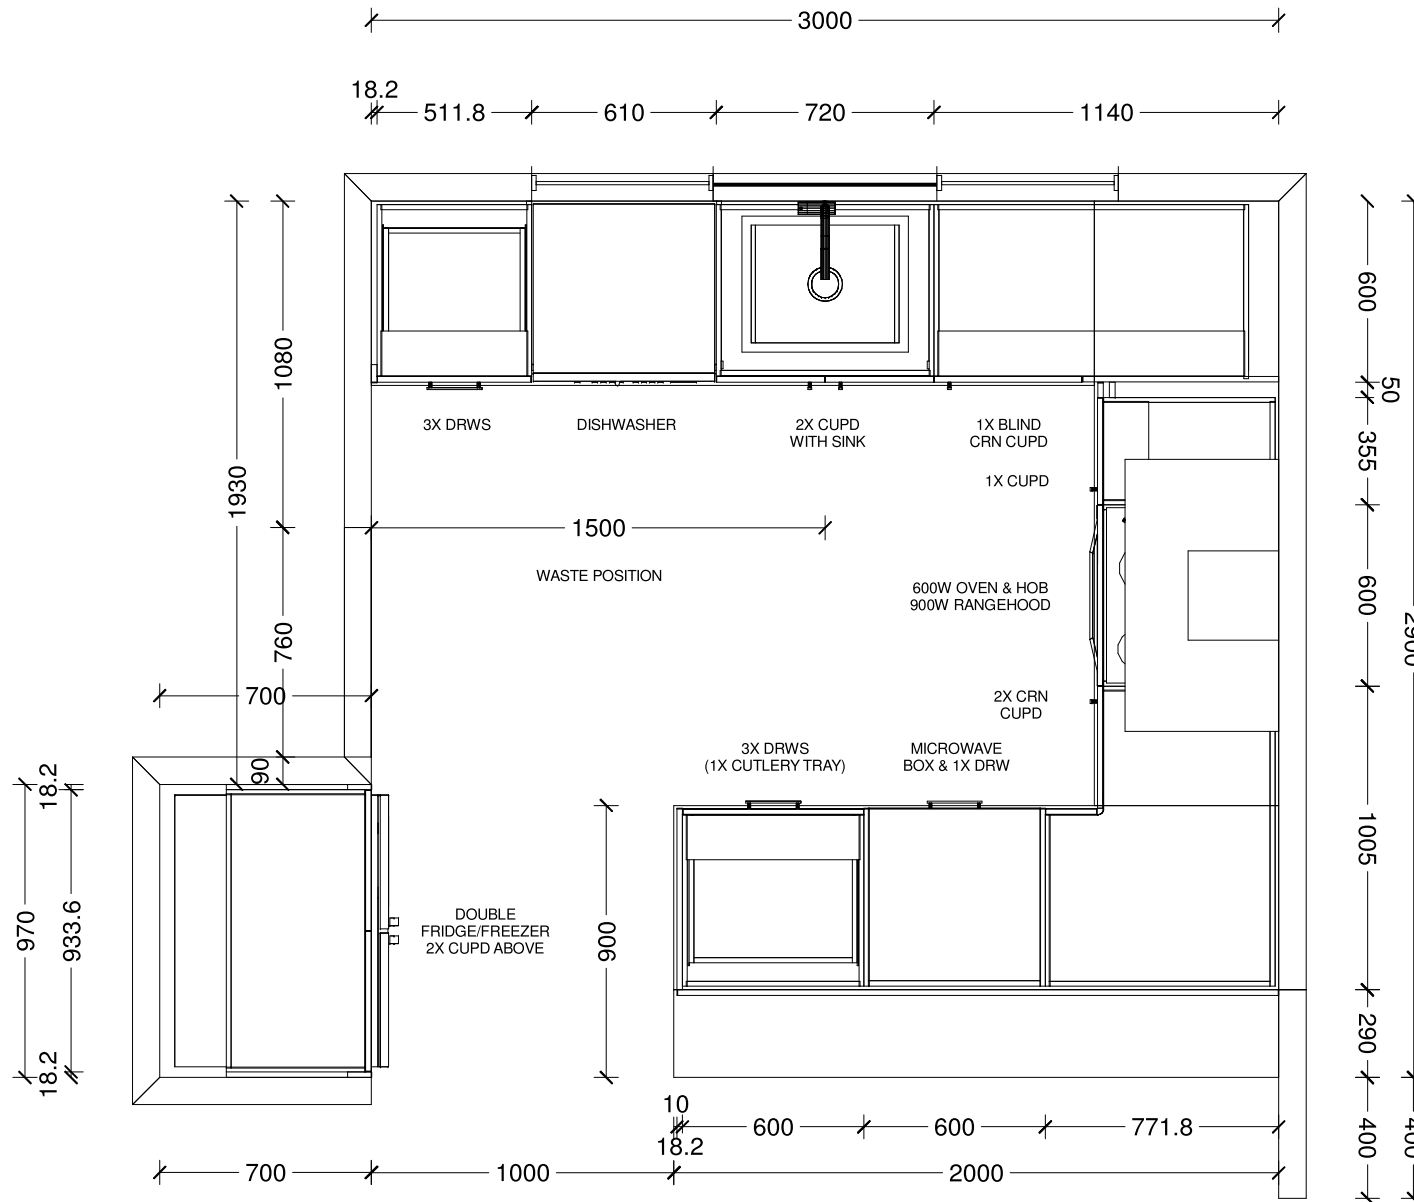 3000
18.2
511.8
610
720
1140
600
50
355
600
1005
290
400
2900
400
1080
1930
760
700
90
18.2
970
933.6
18.2
3X DRWS
DISHWASHER
2X CUPD
WITH SINK
1X BLIND
CRN CUPD
1X CUPD
1500
WASTE POSITION
600W OVEN & HOB
900W RANGEHOOD
2X CRN
CUPD
3X DRWS
(1X CUTLERY TRAY)
MICROWAVE
BOX & 1X DRW
DOUBLE
FRIDGE/FREEZER
2X CUPD ABOVE
900
10
18.2
600
600
771.8
700
1000
2000